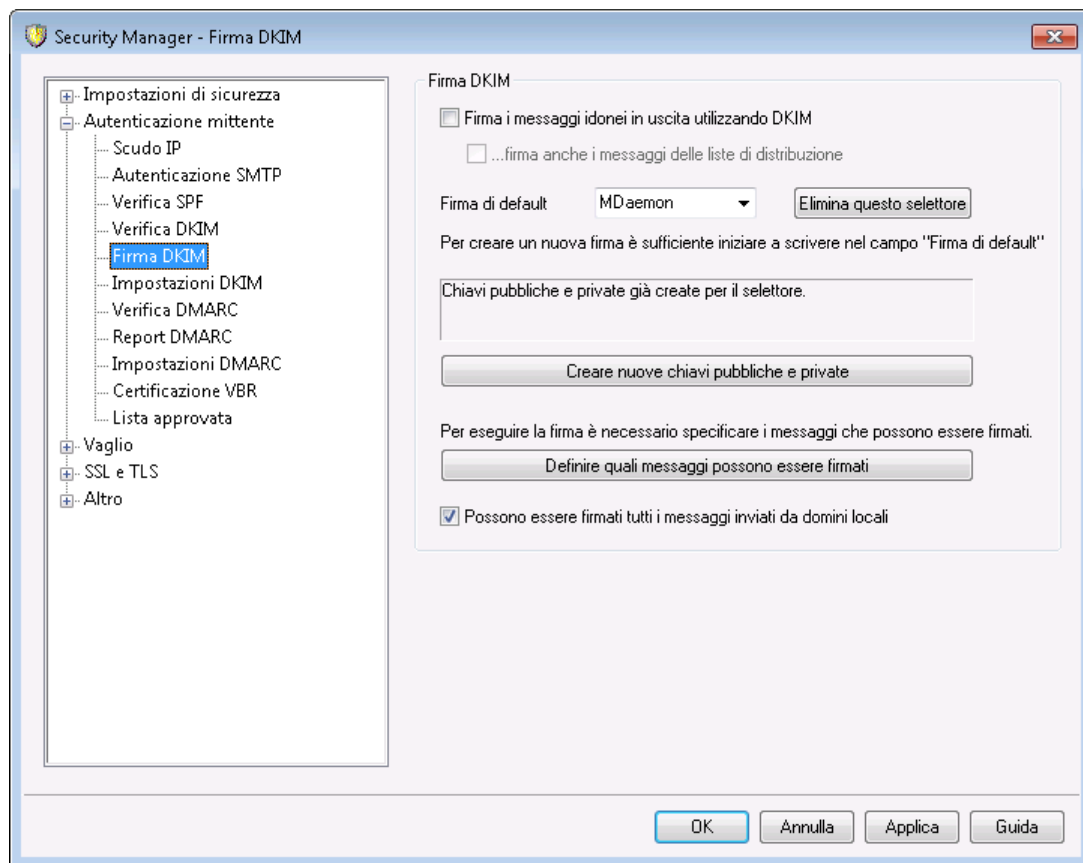 Security Manager - Firma DKIM
Impostazioni di sicurezza
Autenticazione mittente
Scudo IP
Autenticazione SMTP
Verifica SPF
Verifica DKIM
Firma DKIM
Impostazioni DKIM
Verifica DMARC
Report DMARC
Impostazioni DMARC
Certificazione VBR
Lista approvata
Vaglio
SSL e TLS
Altro
Firma DKIM
Firma i messaggi idonei in uscita utilizzando DKIM
...firma anche i messaggi delle liste di distribuzione
Firma di default MDaemon Elimina questo selettore
Per creare un nuova firma è sufficiente iniziare a scrivere nel campo "Firma di default"
Chiavi pubbliche e private già create per il selettore.
Creare nuove chiavi pubbliche e private
Per eseguire la firma è necessario specificare i messaggi che possono essere firmati.
Definire quali messaggi possono essere firmati
Possono essere firmati tutti i messaggi inviati da domini locali
OK Annulla Applica Guida